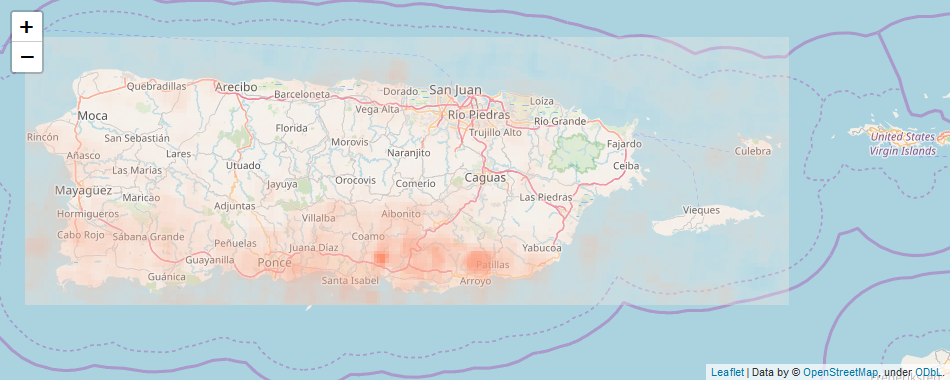 +
−
Quebradillas
Arecibo
Barceloneta
Dorado
San Juan
Loíza
Moca
Vega Alta
Río Piedras
Río Grande
Rincón
San Sebastián
Florida
Morovis
Trujillo Alto
Fajardo
United States
Virgin Islands
Añasco
Lares
Naranjito
Culebra
Las Marías
Utuado
Ceiba
Mayagüez
Jayuya
Orocovis
Comerío
Caguas
Maricao
Adjuntas
Las Piedras
Hormigueros
Villalba
Aibonito
Vieques
Cabo Rojo
Sábana Grande
Peñuelas
Coamo
Juana Díaz
Yabucoa
Guayanilla
Ponce
Patillas
Guánica
Santa Isabel
Arroyo
Leaflet | Data by © OpenStreetMap, under ODbL.